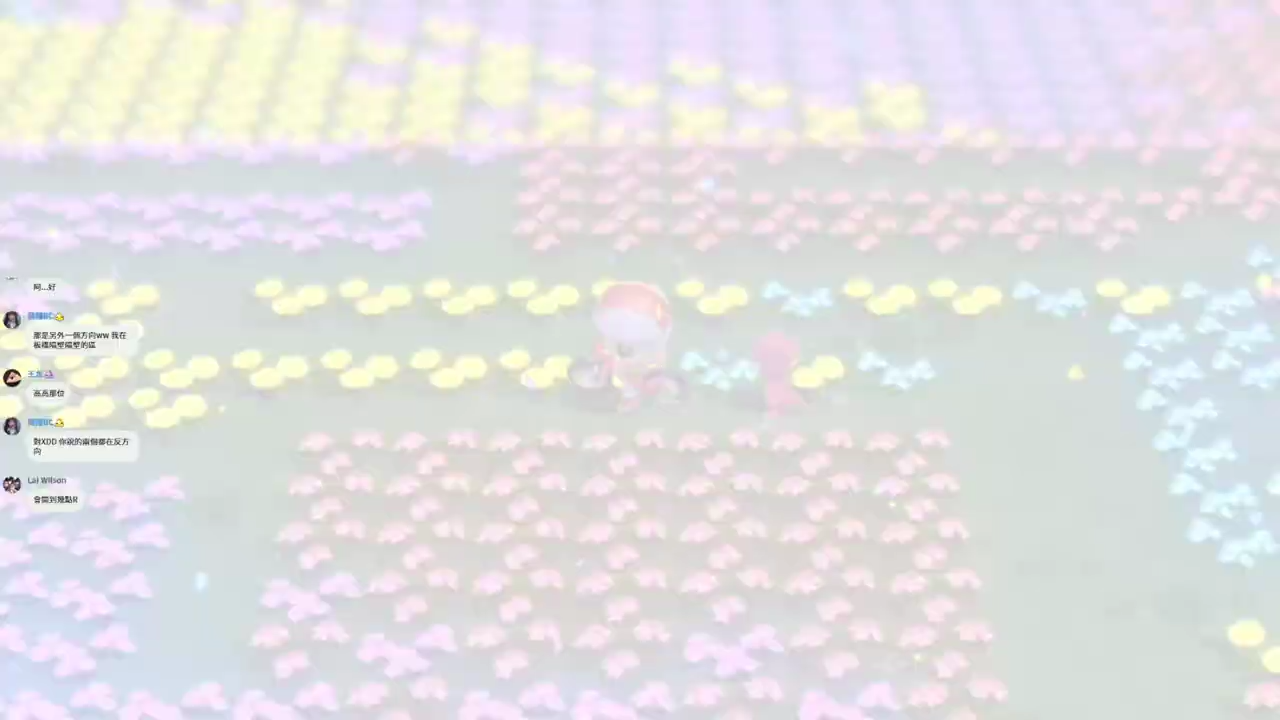 阿...好
那是另外一個方向ww 我在
板橋隔壁隔壁的區
高高那位
對XDD 你說的兩個都在反方
向
Lai Wilson
會開到幾點R